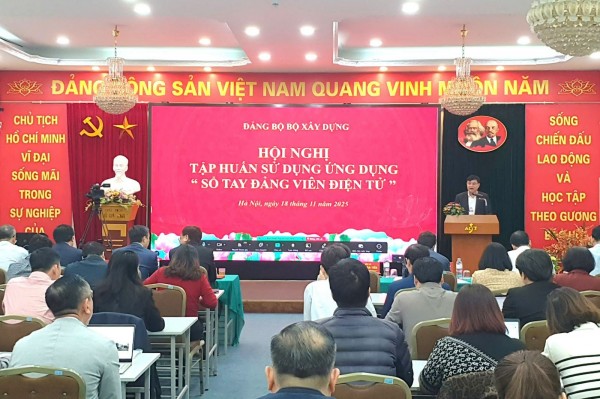 ĐẢNG CỘNG SẢN VIỆT NAM QUANG VINH MUÔN NĂM
CHỦ TỊCH
HỒ CHÍ MINH
VĨ ĐẠI
SỐNG MÃI
TRONG
SỰ NGHIỆP
CỦA
ĐẢNG BỘ BỘ XÂY DỰNG
HỘI NGHỊ
TẬP HUẤN SỬ DỤNG ỨNG DỤNG
“ SỔ TAY ĐẢNG VIÊN ĐIỆN TỬ ”
Hà Nội, ngày 18 tháng 11 năm 2025
SỐNG
CHIẾN ĐẤU
LAO ĐỘNG
VÀ
HỌC TẬP
THEO GƯƠNG